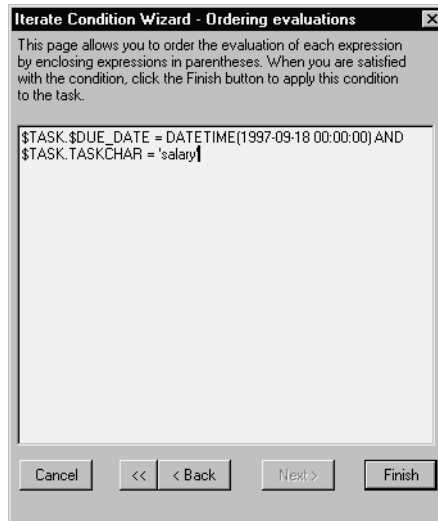 Iterate Condition Wizard - Ordering evaluations
This page allows you to order the evaluation of each expression
by enclosing expressions in parentheses. When you are satisfied
with the condition, click the Finish button to apply this condition
to the task.
$TASK.$DUE_DATE = DATETIME(1997-09-18 00:00:00) AND
$TASK.TASKCHAR = 'salary'
Cancel << < Back Next > Finish